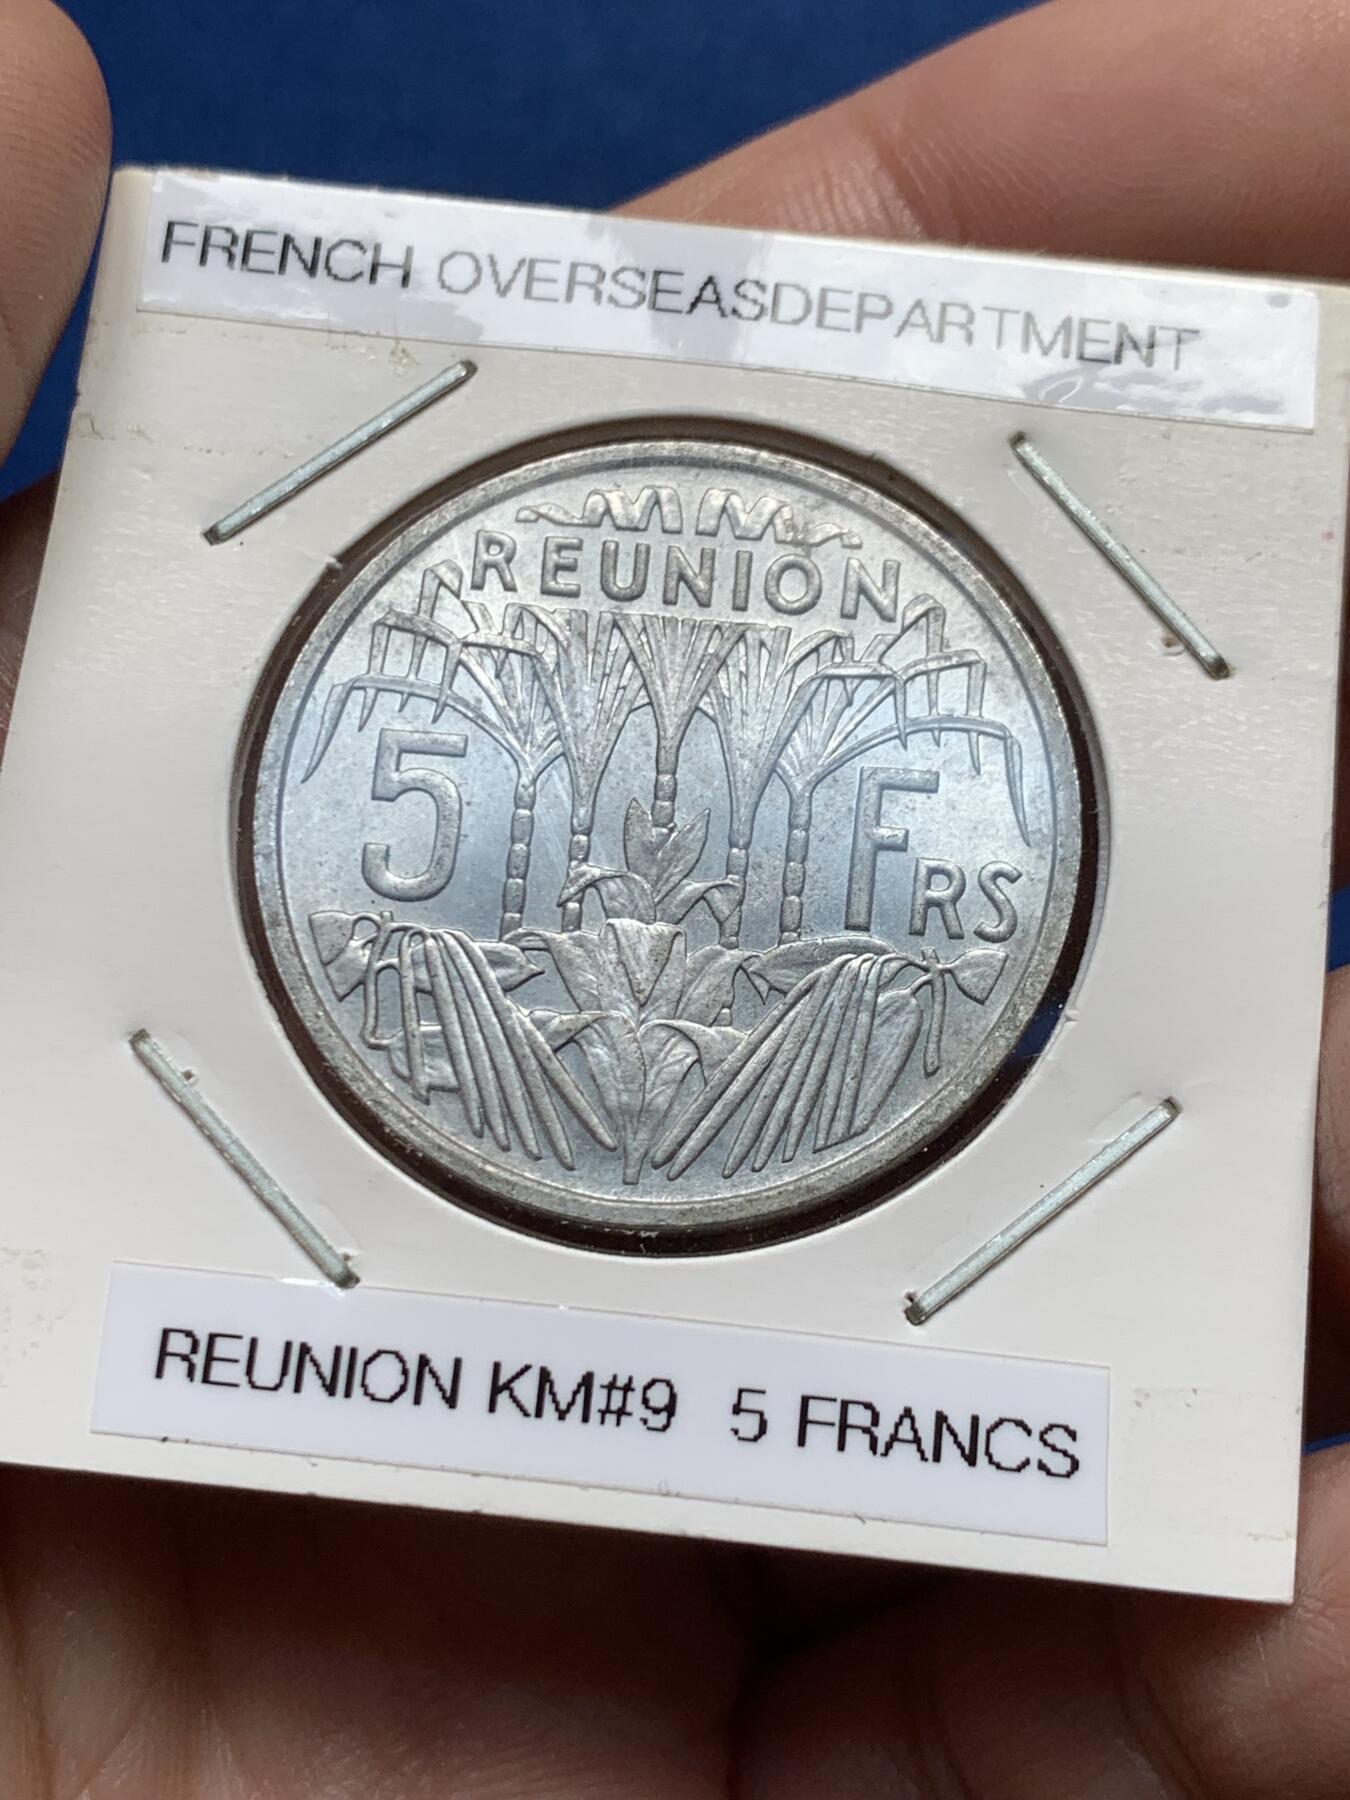 FRENCH OVERSEASDEPARTMENT
REUNION
5 FRS
REUNION KM#9 5 FRANCS